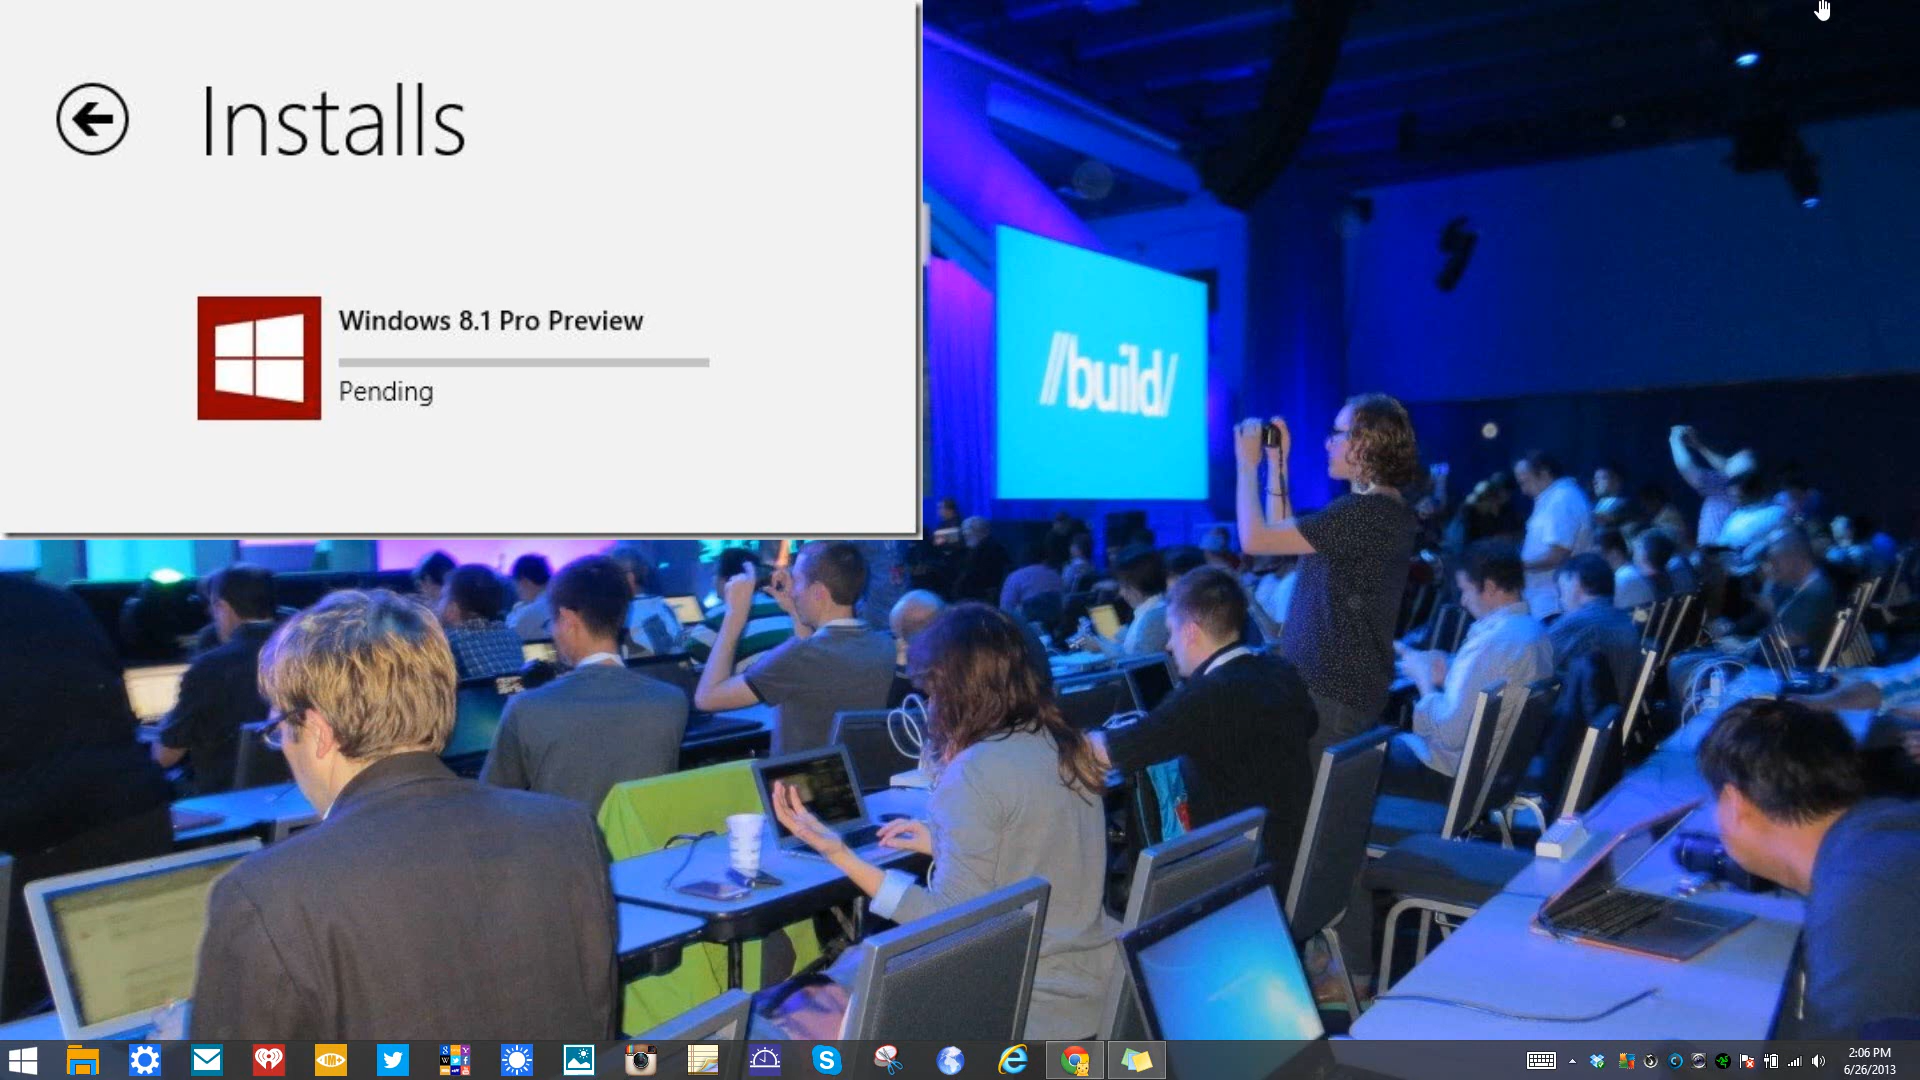 Installs
Windows 8.1 Pro Preview
Pending
//build/
2:06 PM
6/26/2013